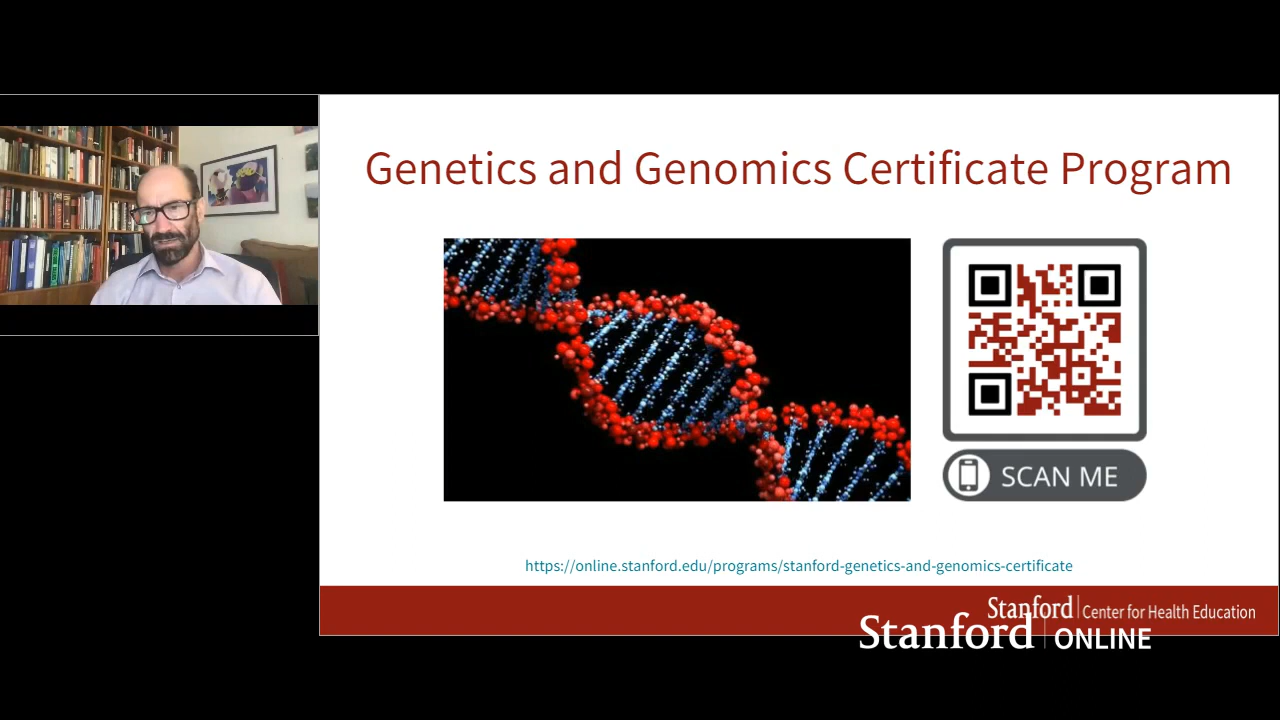 Genetics and Genomics Certificate Program
SCAN ME
https://online.stanford.edu/programs/stanford-genetics-and-genomics-certificate
Stanford | Center for Health Education
Stanford | ONLINE